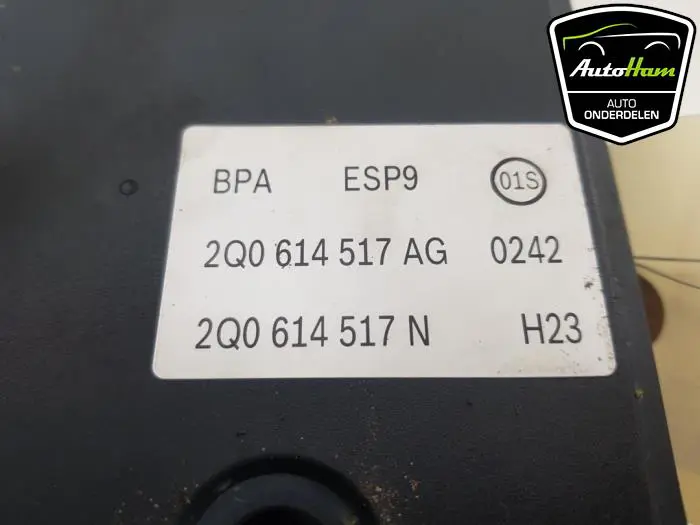 AutoHam
AUTO
ONDERDELEN
BPA ESP9 01S
2Q0 614 517 AG 0242
2Q0 614 517 N H23